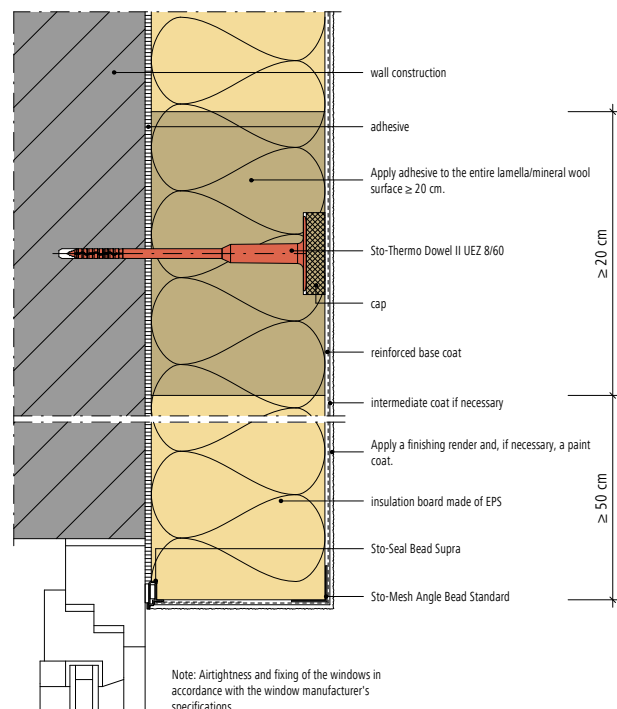 wall construction
adhesive
Apply adhesive to the entire lamella/mineral wool
surface ≥ 20 cm.
Sto-Thermo Dowel II UEZ 8/60
cap
≥ 20 cm
reinforced base coat
intermediate coat if necessary
Apply a finishing render and, if necessary, a paint
coat.
insulation board made of EPS
≥ 50 cm
Sto-Seal Bead Supra
Sto-Mesh Angle Bead Standard
Note: Airtightness and fixing of the windows in
accordance with the window manufacturer's
specifications